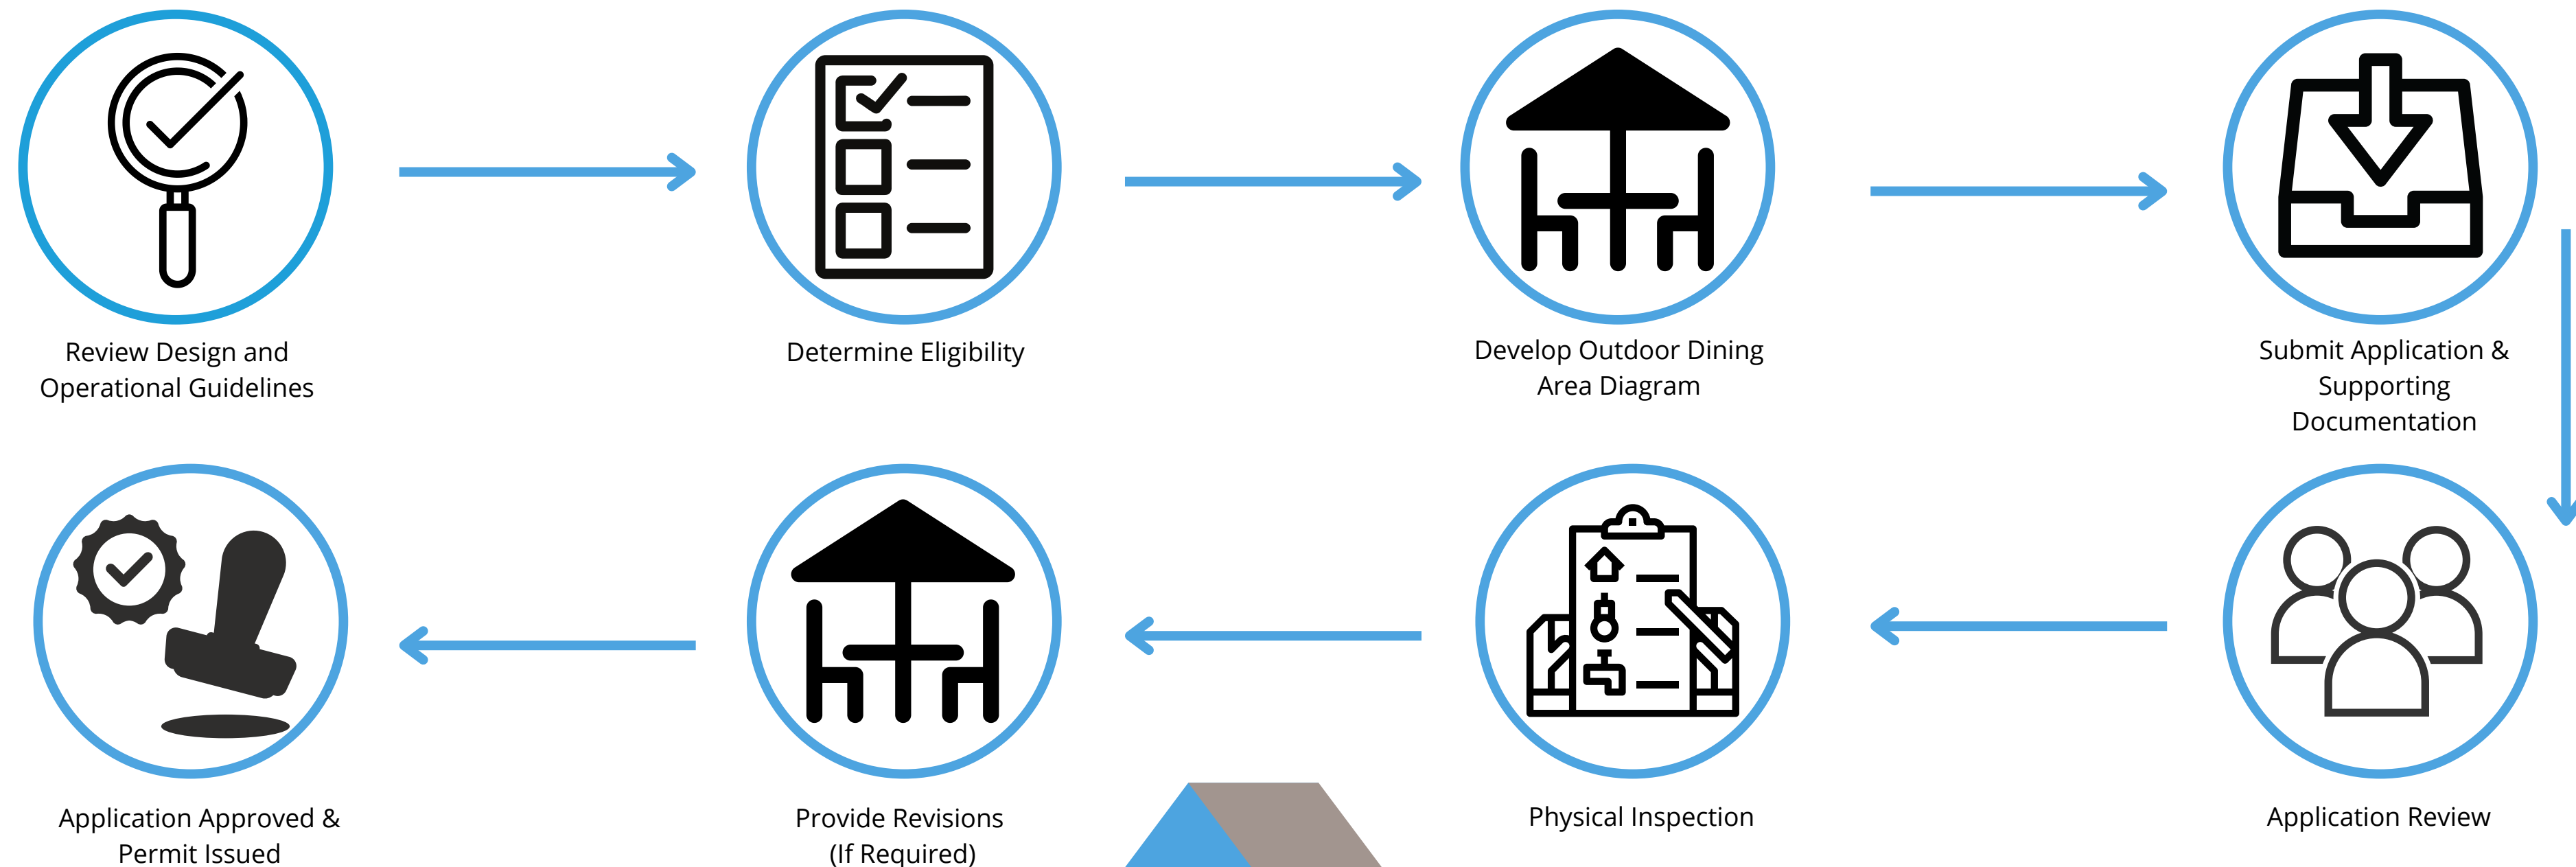 Review Design and
Operational Guidelines
Determine Eligibility
Develop Outdoor Dining
Area Diagram
Submit Application &
Supporting
Documentation
Application Review
Physical Inspection
Provide Revisions
(If Required)
Application Approved &
Permit Issued